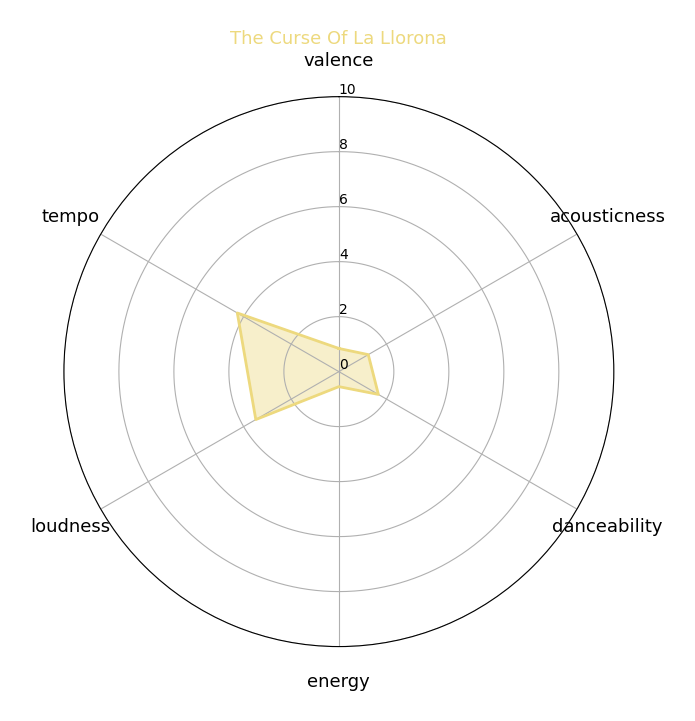 The Curse Of La Llorona
valence
10
8
6
4
2
0
tempo
acousticness
loudness
danceability
energy